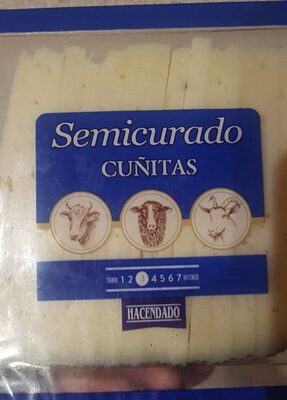 Semicurado
CUÑITAS
SUAVE 1 2 3 4 5 6 7 INTENSO
HACENDADO